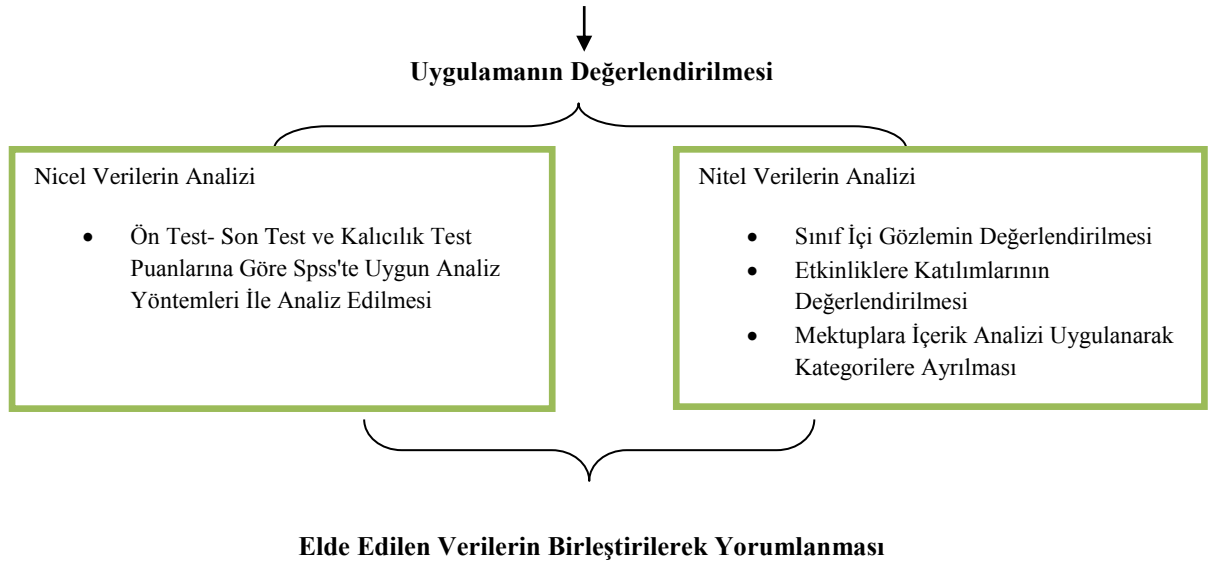 Uygulamanın Değerlendirilmesi
Nicel Verilerin Analizi
• Ön Test- Son Test ve Kalıcılık Test
Puanlarına Göre Spss'te Uygun Analiz
Yöntemleri İle Analiz Edilmesi
Nitel Verilerin Analizi
• Sınıf İçi Gözlemin Değerlendirilmesi
• Etkinliklere Katılımlarının
Değerlendirilmesi
• Mektuplara İçerik Analizi Uygulanarak
Kategorilere Ayrılması
Elde Edilen Verilerin Birleştirilerek Yorumlanması